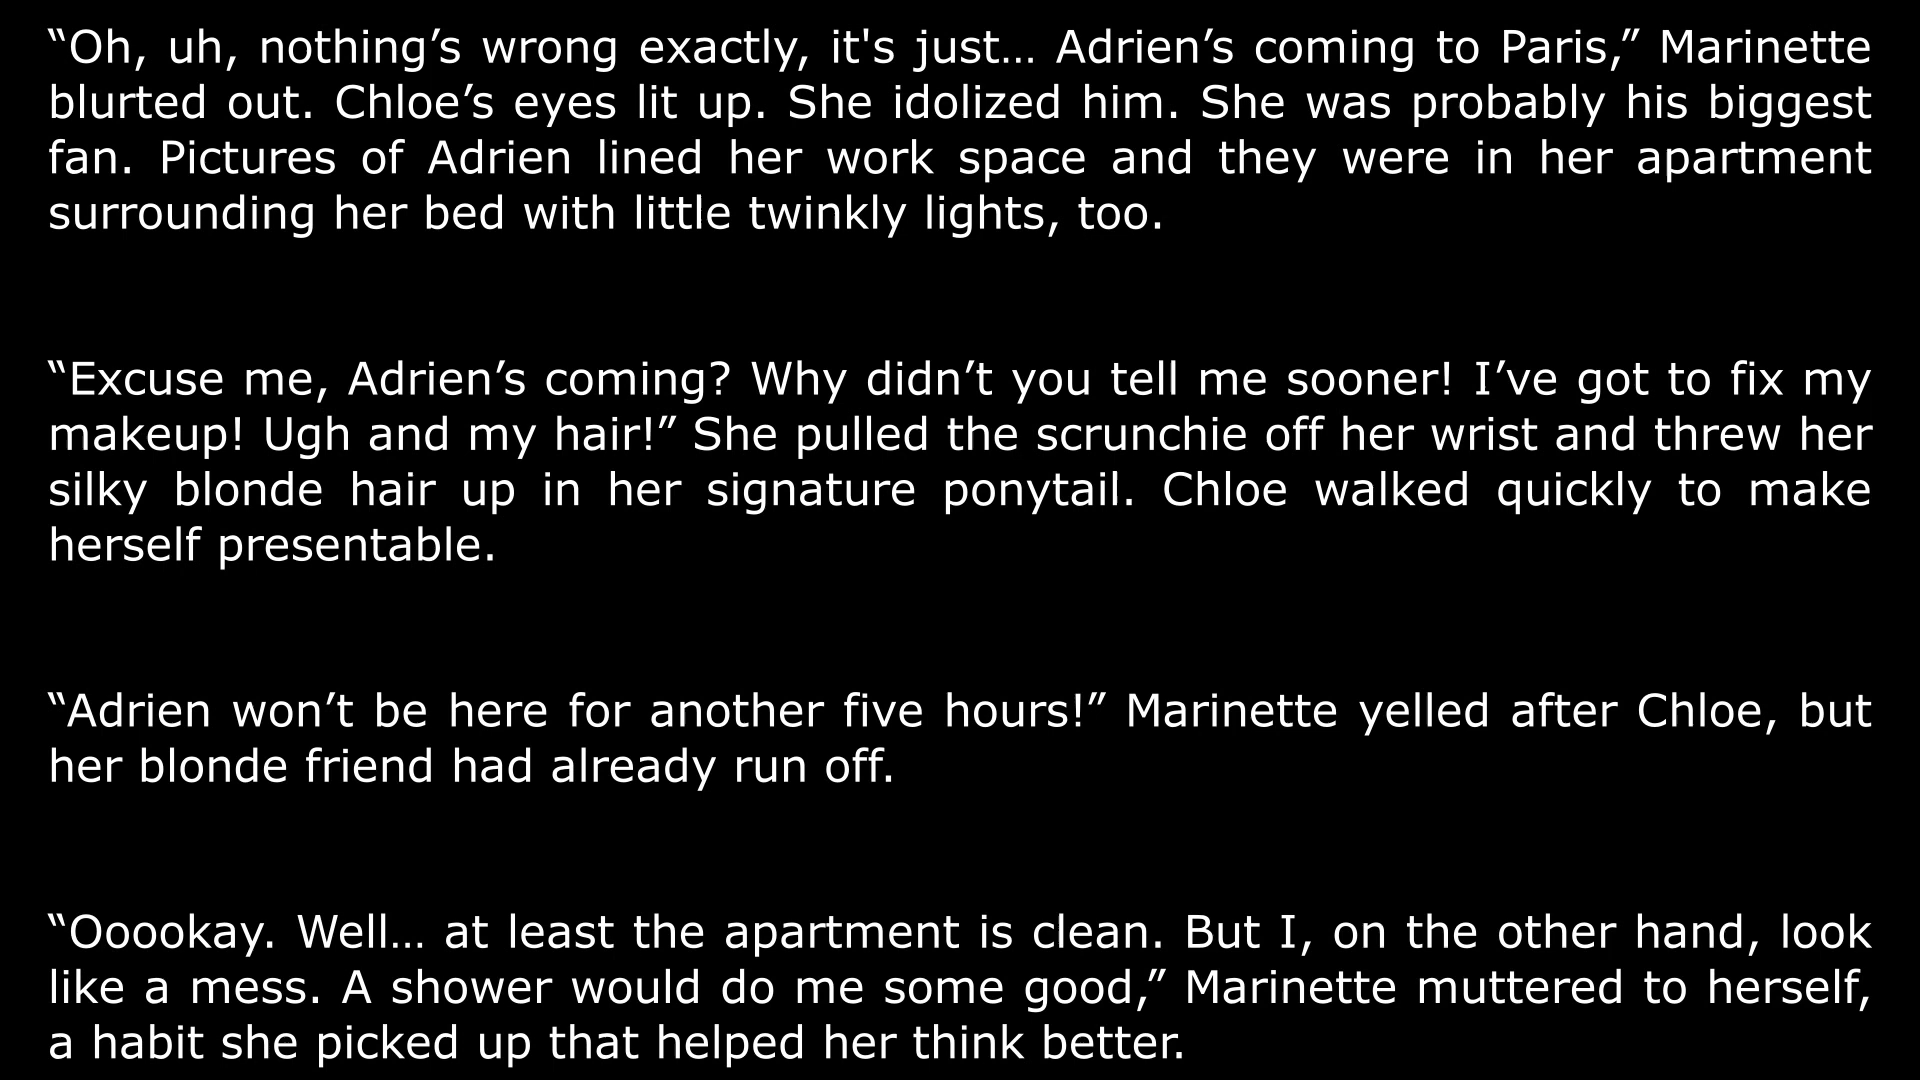 “Oh, uh, nothing’s wrong exactly, it's just… Adrien’s coming to Paris,” Marinette
blurted out. Chloe’s eyes lit up. She idolized him. She was probably his biggest
fan. Pictures of Adrien lined her work space and they were in her apartment
surrounding her bed with little twinkly lights, too.
“Excuse me, Adrien’s coming? Why didn’t you tell me sooner! I’ve got to fix my
makeup! Ugh and my hair!” She pulled the scrunchie off her wrist and threw her
silky blonde hair up in her signature ponytail. Chloe walked quickly to make
herself presentable.
“Adrien won’t be here for another five hours!” Marinette yelled after Chloe, but
her blonde friend had already run off.
“Ooookay. Well… at least the apartment is clean. But I, on the other hand, look
like a mess. A shower would do me some good,” Marinette muttered to herself,
a habit she picked up that helped her think better.